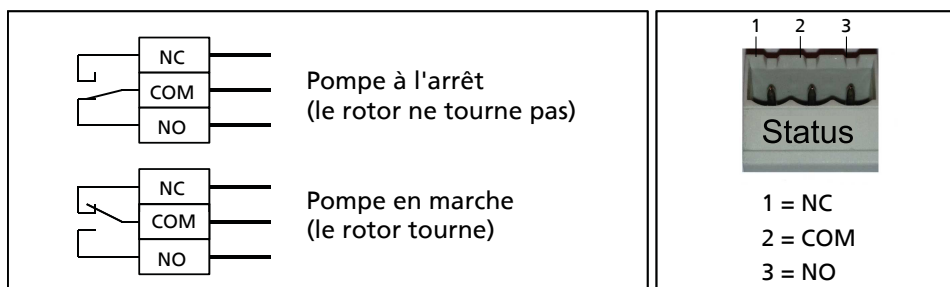 NC
COM
NO
Pompe à l'arrêt
(le rotor ne tourne pas)
NC
COM
NO
Pompe en marche
(le rotor tourne)
1 2 3
Status
1 = NC
2 = COM
3 = NO